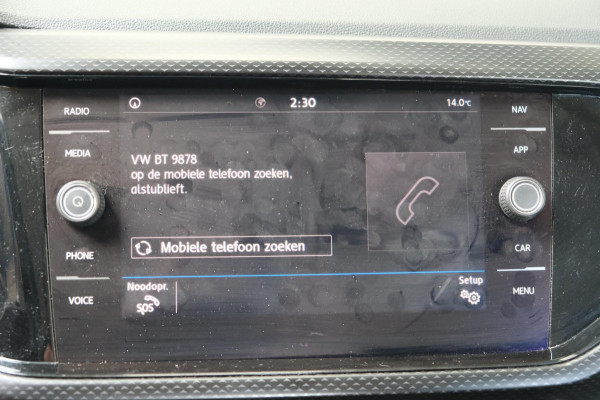 RADIO
2:30
14.0°C
NAV
MEDIA
APP
VW BT 9878
op de mobiele telefoon zoeken,
alstublieft.
PHONE
Mobiele telefoon zoeken
CAR
VOICE
Noodopr.
SOS
Setup
MENU